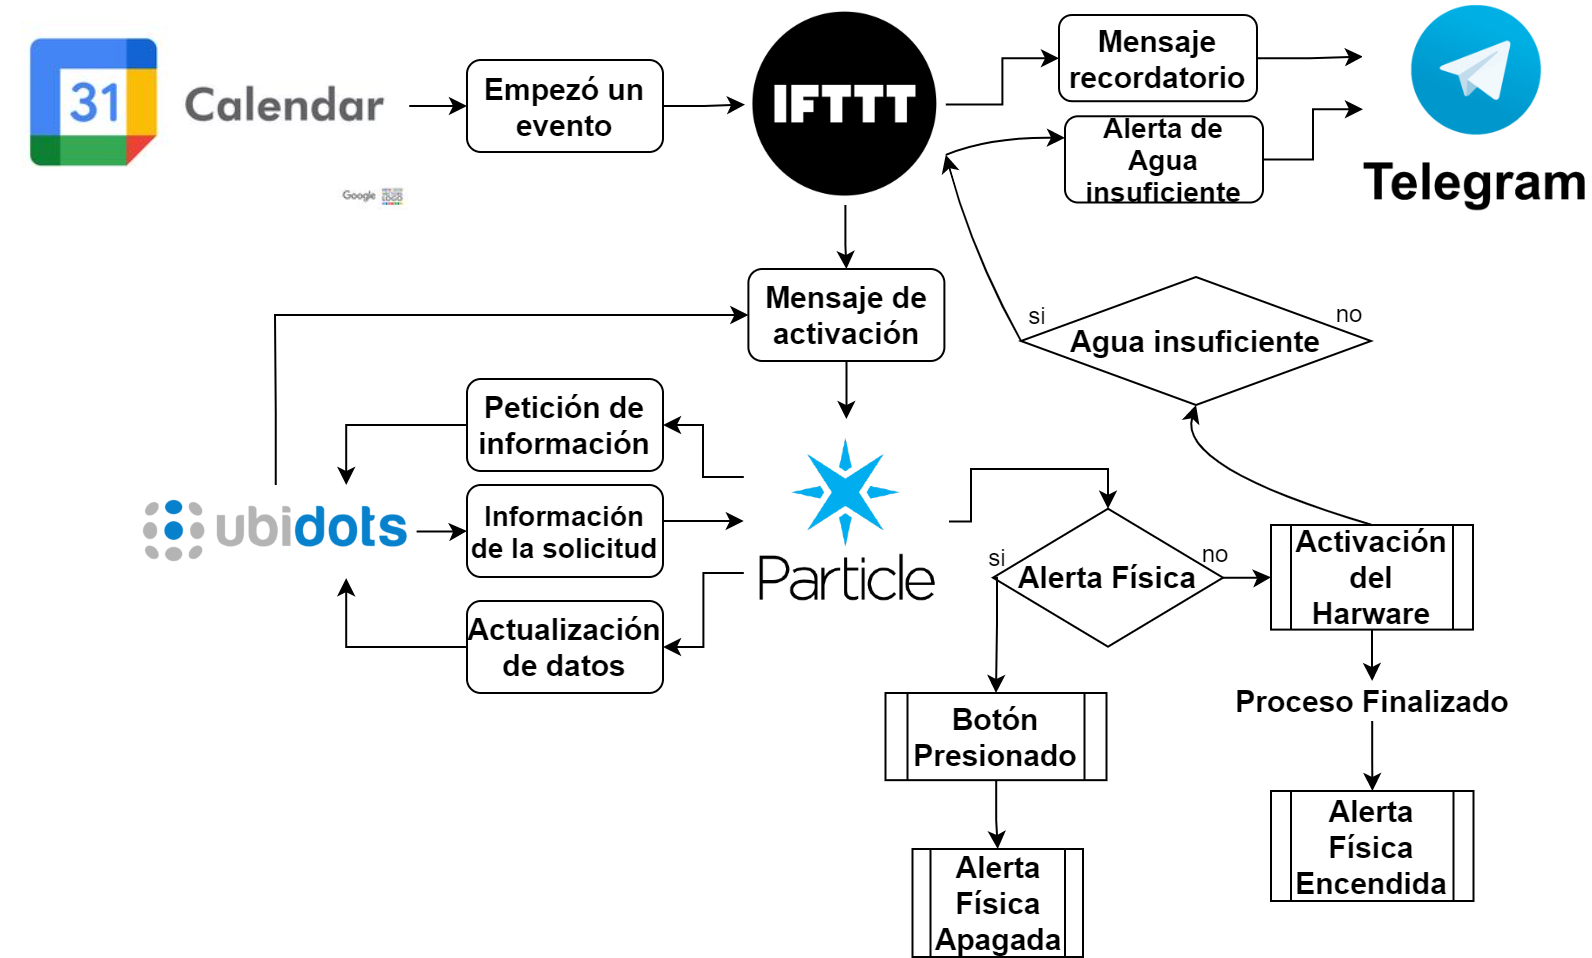 31
Calendar
Google
Empezó un
evento
IFTTT
Mensaje
recordatorio
Alerta de
Agua
insuficiente
Telegram
Mensaje de
activación
si
no
Agua insuficiente
Petición de
información
ubidots
Información
de la solicitud
Particle
Actualización
de datos
si
no
Alerta Física
Activación
del
Harware
Botón
Presionado
Proceso Finalizado
Alerta
Física
Apagada
Alerta
Física
Encendida